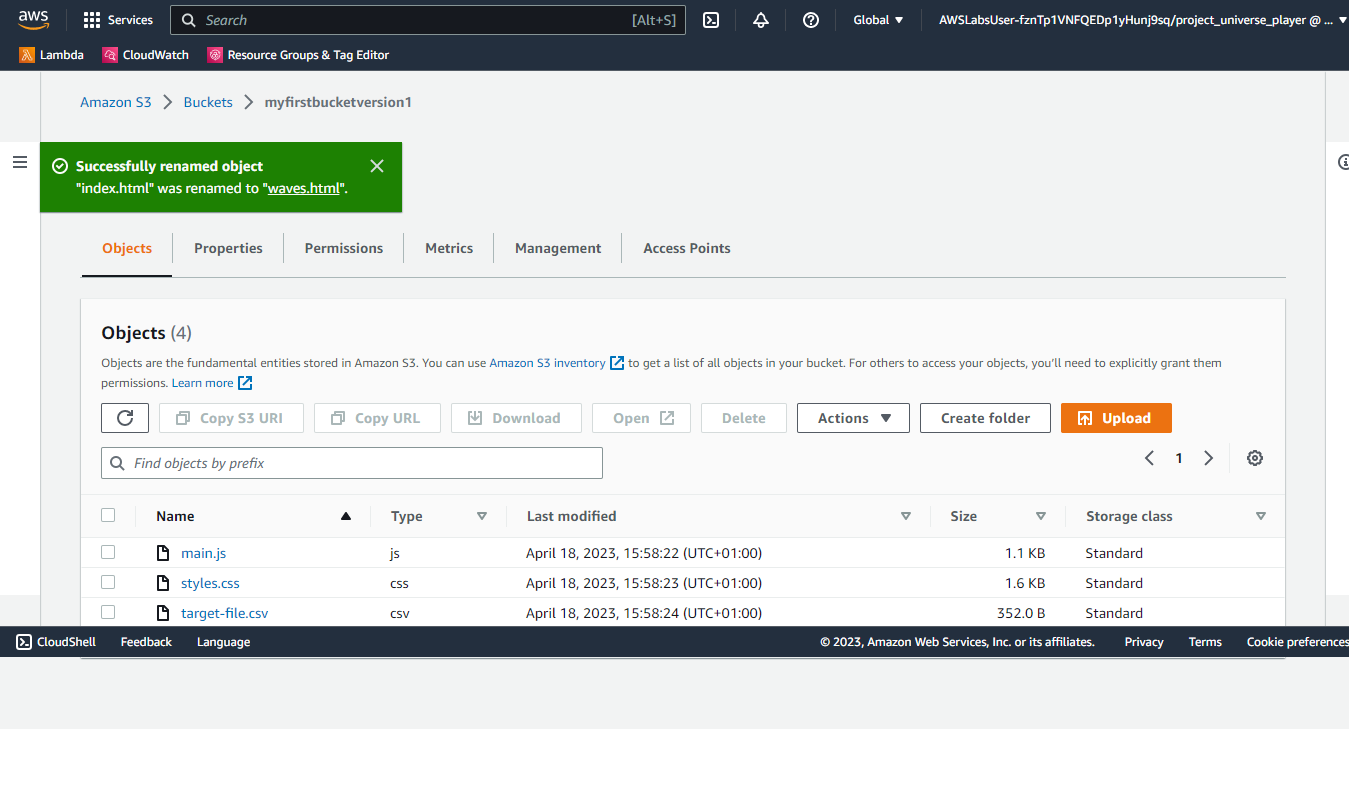 aws
Services
Search
[Alt+S]
Global
AWSLabsUser-fznTp1VNFQEDp1yHunj9sq/project_universe_player @ ...
Lambda
CloudWatch
Resource Groups & Tag Editor
Amazon S3
Buckets
myfirstbucketversion1
Successfully renamed object
"index.html" was renamed to "waves.html".
Objects
Properties
Permissions
Metrics
Management
Access Points
Objects (4)
Objects are the fundamental entities stored in Amazon S3. You can use Amazon S3 inventory to get a list of all objects in your bucket. For others to access your objects, you'll need to explicitly grant them
permissions. Learn more
Copy S3 URI
Copy URL
Download
Open
Delete
Actions
Create folder
Upload
Find objects by prefix
1
Name
Type
Last modified
Size
Storage class
main.js js April 18, 2023, 15:58:22 (UTC+01:00) 1.1 KB Standard
styles.css css April 18, 2023, 15:58:23 (UTC+01:00) 1.6 KB Standard
target-file.csv csv April 18, 2023, 15:58:24 (UTC+01:00) 352.0 B Standard
CloudShell
Feedback
Language
© 2023, Amazon Web Services, Inc. or its affiliates.
Privacy
Terms
Cookie preferences